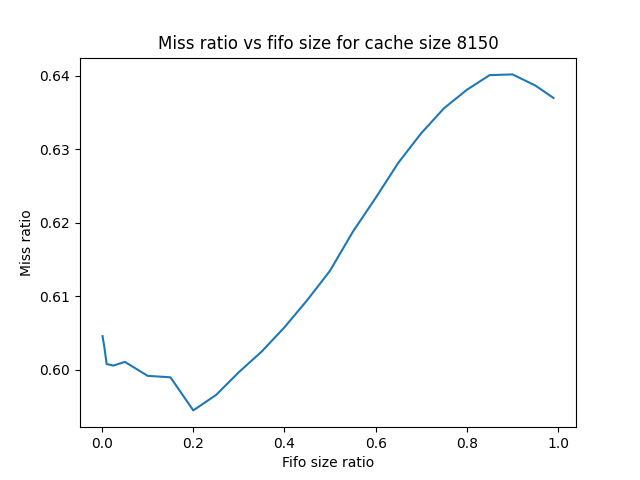 Miss ratio vs fifo size for cache size 8150
0.64
0.63
0.62
0.61
0.60
Miss ratio
0.0 0.2 0.4 0.6 0.8 1.0
Fifo size ratio